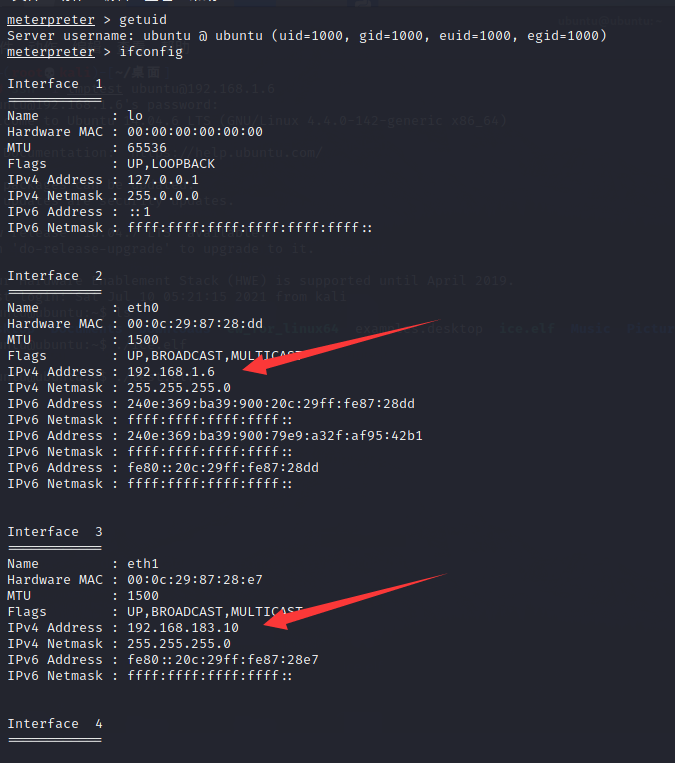 meterpreter > getuid
Server username: ubuntu @ ubuntu (uid=1000, gid=1000, euid=1000, egid=1000)
meterpreter > ifconfig
Interface  1
============
Name         : lo
Hardware MAC : 00:00:00:00:00:00
MTU          : 65536
Flags        : UP,LOOPBACK
IPv4 Address : 127.0.0.1
IPv4 Netmask : 255.0.0.0
IPv6 Address : ::1
IPv6 Netmask : ffff:ffff:ffff:ffff:ffff:ffff::
Interface  2
============
Name         : eth0
Hardware MAC : 00:0c:29:87:28:dd
MTU          : 1500
Flags        : UP,BROADCAST,MULTICAST
IPv4 Address : 192.168.1.6
IPv4 Netmask : 255.255.255.0
IPv6 Address : 240e:369:ba39:900:20c:29ff:fe87:28dd
IPv6 Netmask : ffff:ffff:ffff:ffff::
IPv6 Address : 240e:369:ba39:900:79e9:a32f:af95:42b1
IPv6 Netmask : ffff:ffff:ffff:ffff::
IPv6 Address : fe80::20c:29ff:fe87:28dd
IPv6 Netmask : ffff:ffff:ffff:ffff::
Interface  3
============
Name         : eth1
Hardware MAC : 00:0c:29:87:28:e7
MTU          : 1500
Flags        : UP,BROADCAST,MULTICAST
IPv4 Address : 192.168.183.10
IPv4 Netmask : 255.255.255.0
IPv6 Address : fe80::20c:29ff:fe87:28e7
IPv6 Netmask : ffff:ffff:ffff:ffff::
Interface  4
============